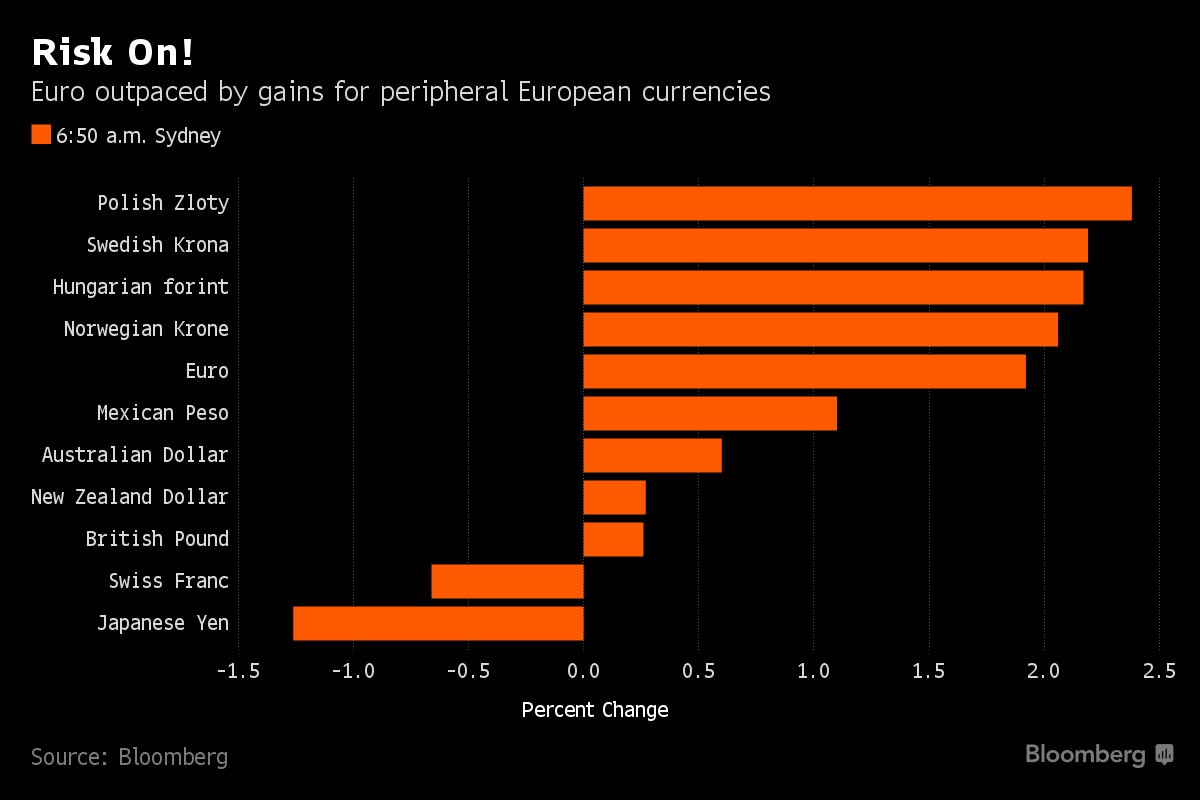 Risk On!
Euro outpaced by gains for peripheral European currencies
6:50 a.m. Sydney
Polish Zloty
Swedish Krona
Hungarian forint
Norwegian Krone
Euro
Mexican Peso
Australian Dollar
New Zealand Dollar
British Pound
Swiss Franc
Japanese Yen
-1.5 -1.0 -0.5 0.0 0.5 1.0 1.5 2.0 2.5
Percent Change
Source: Bloomberg
Bloomberg